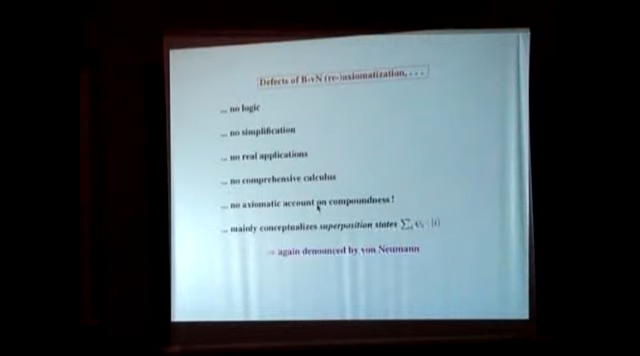 Defects of B-vN (re-)axiomatization, · · ·
... no logic
... no simplification
... no real applications
... no comprehensive calculus
... no axiomatic account on compoundness!
... mainly conceptualizes superposition states
⇒ again denounced by von Neumann